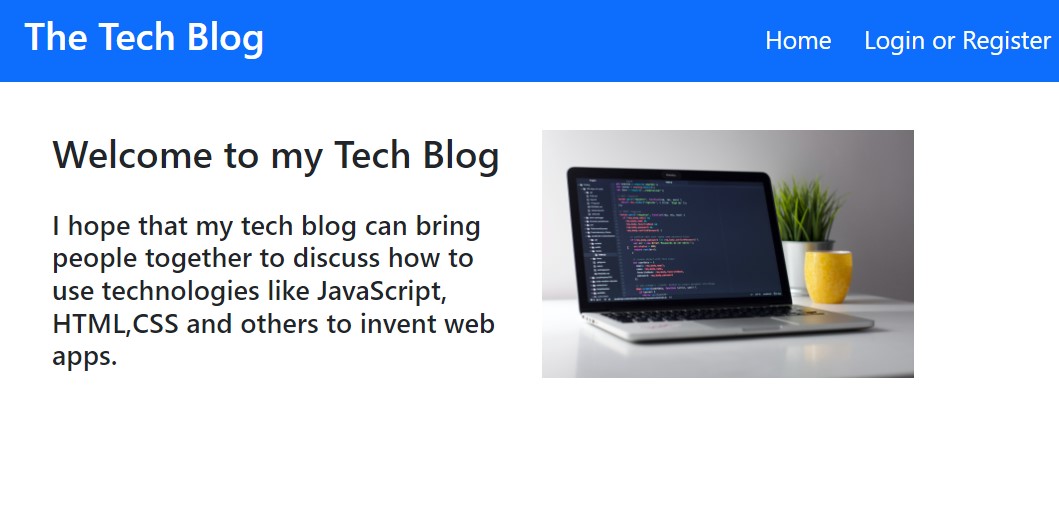 The Tech Blog
Home
Login or Register
Welcome to my Tech Blog
I hope that my tech blog can bring
people together to discuss how to
use technologies like JavaScript,
HTML,CSS and others to invent web
apps.